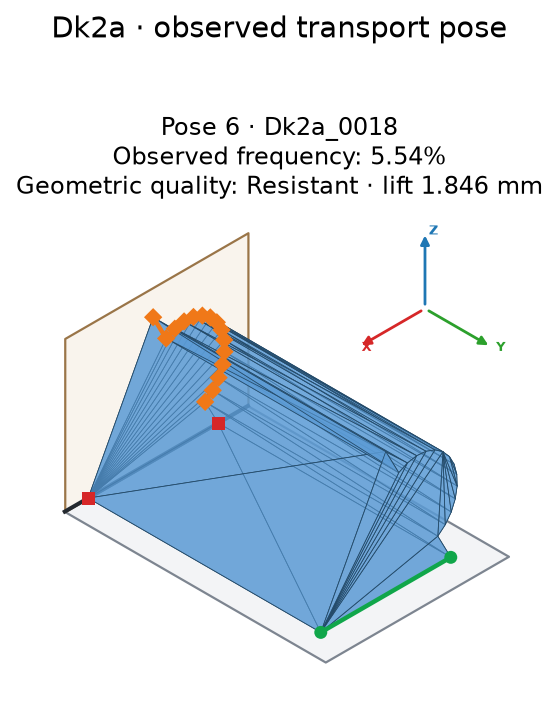 Dk2a · observed transport pose
Pose 6 · Dk2a_0018
Observed frequency: 5.54%
Geometric quality: Resistant · lift 1.846 mm
Z
X
Y